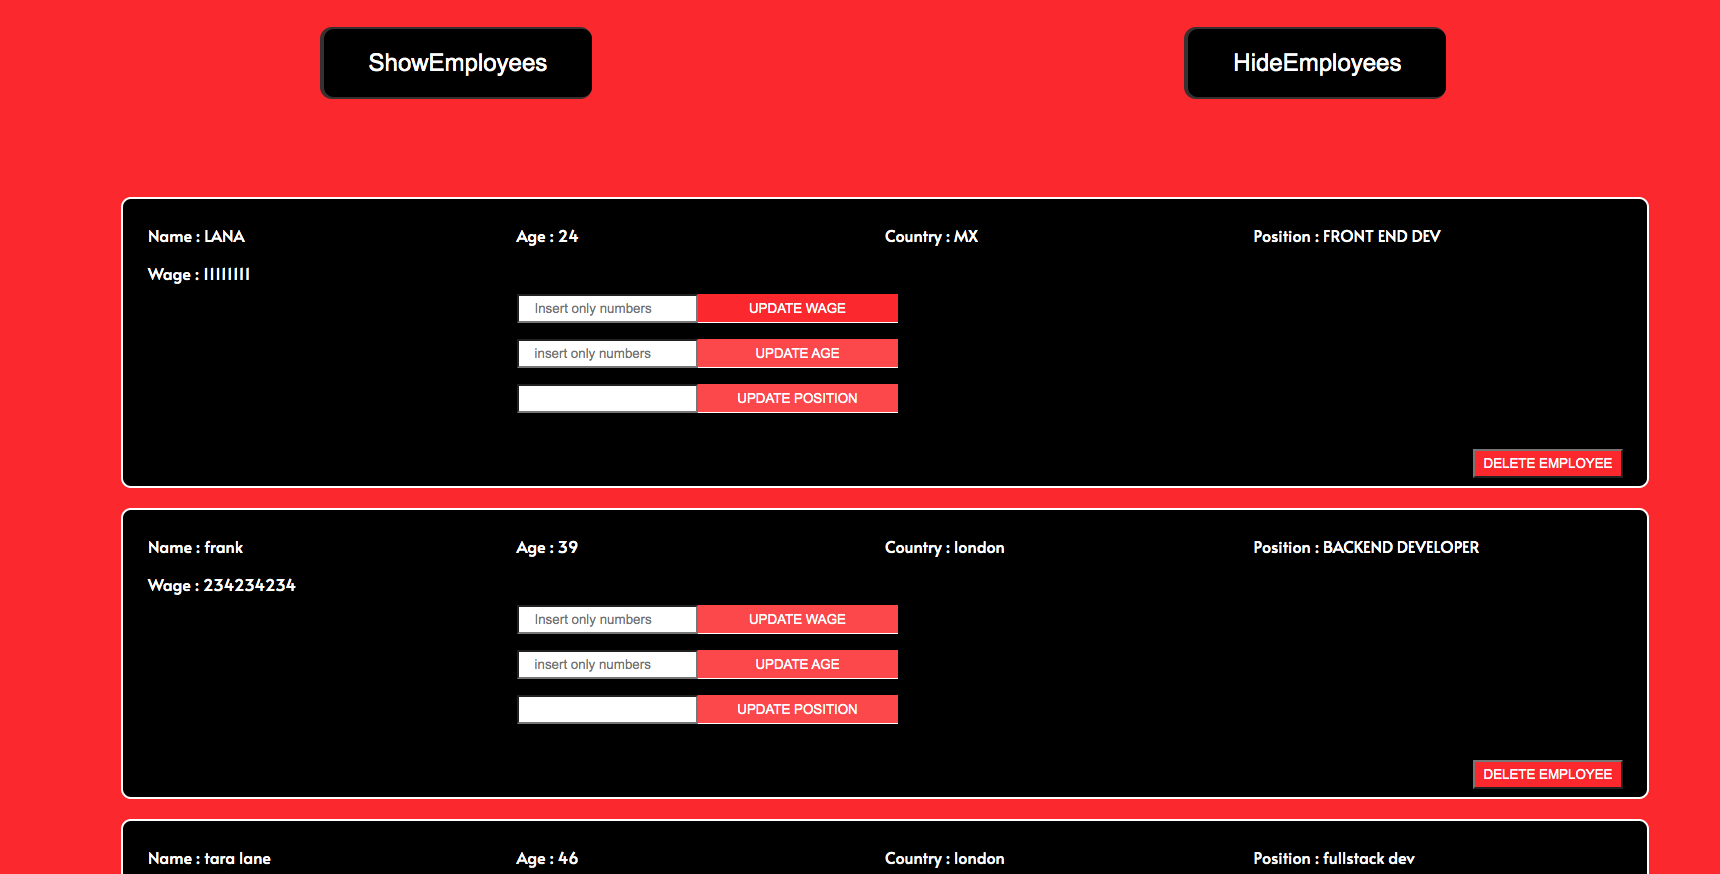 ShowEmployees HideEmployees
Name : LANA Age : 24 Country : MX Position : FRONT END DEV
Wage : 11111111
Insert only numbers UPDATE WAGE
insert only numbers UPDATE AGE
UPDATE POSITION
DELETE EMPLOYEE
Name : frank Age : 39 Country : london Position : BACKEND DEVELOPER
Wage : 234234234
Insert only numbers UPDATE WAGE
insert only numbers UPDATE AGE
UPDATE POSITION
DELETE EMPLOYEE
Name : tara lane Age : 46 Country : london Position : fullstack dev